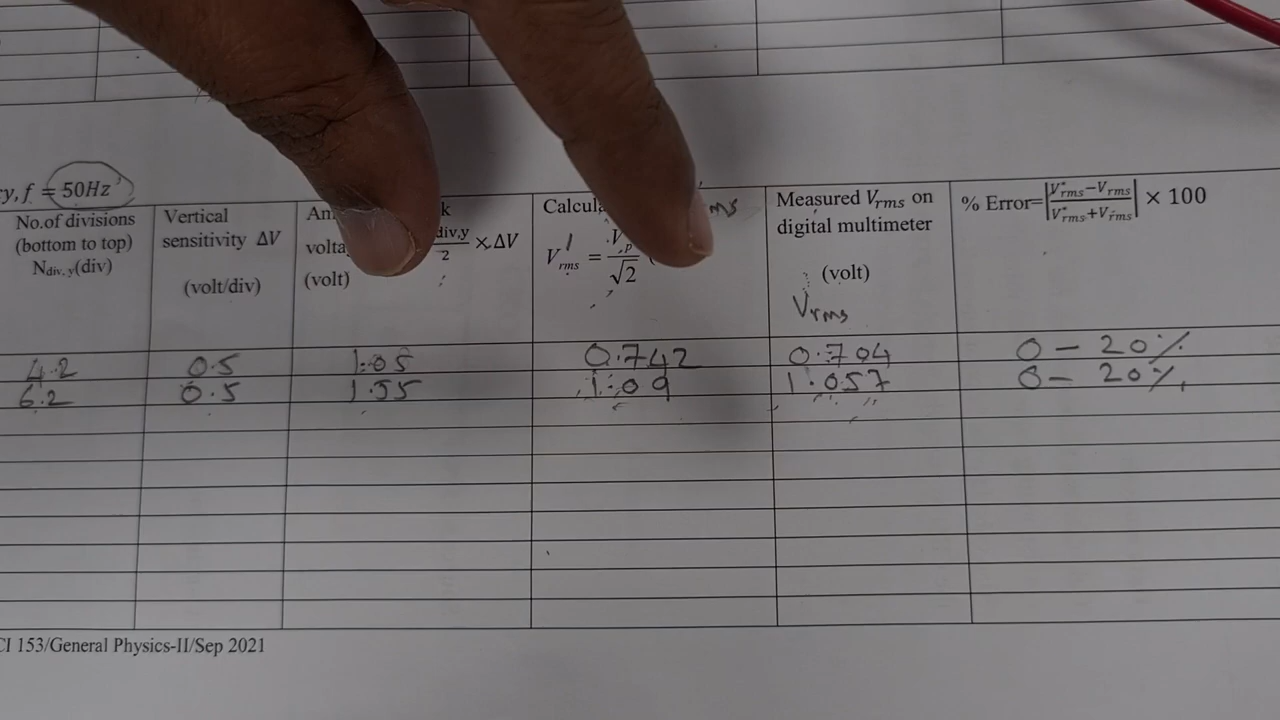 y, f = 50Hz
No.of divisions
(bottom to top)
Ndiv, y(div)
Vertical
sensitivity ΔV
(volt/div)
volta
(volt)
div,y/2 × ΔV
V'rms = Vp/√2
Measured Vrms on
digital multimeter
(volt)
Vrms
% Error=|V*rms−Vrms/V*rms+Vrms| × 100
4.2 0.5 1.05 0.742 0.704 0 - 20%
6.2 0.5 1.55 1.09 1.057 0 - 20%
CI 153/General Physics-II/Sep 2021